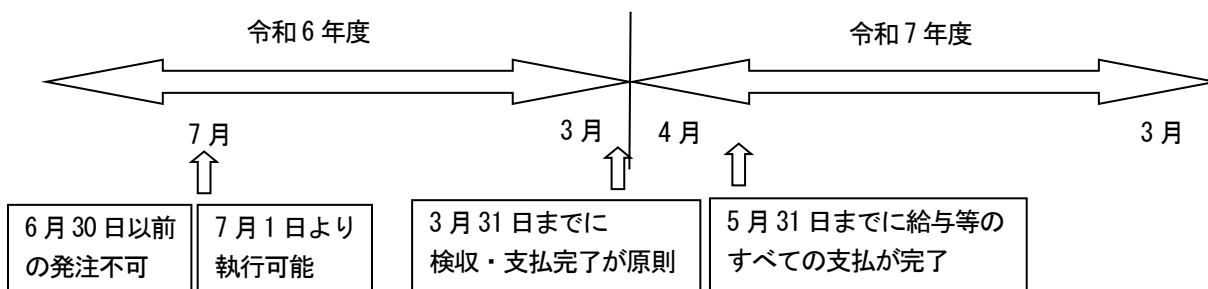 令和6年度
令和7年度
7月
3月
4月
3月
6月30日以前
の発注不可
7月1日より
執行可能
3月31日までに
検収・支払完了が原則
5月31日までに給与等の
すべての支払が完了